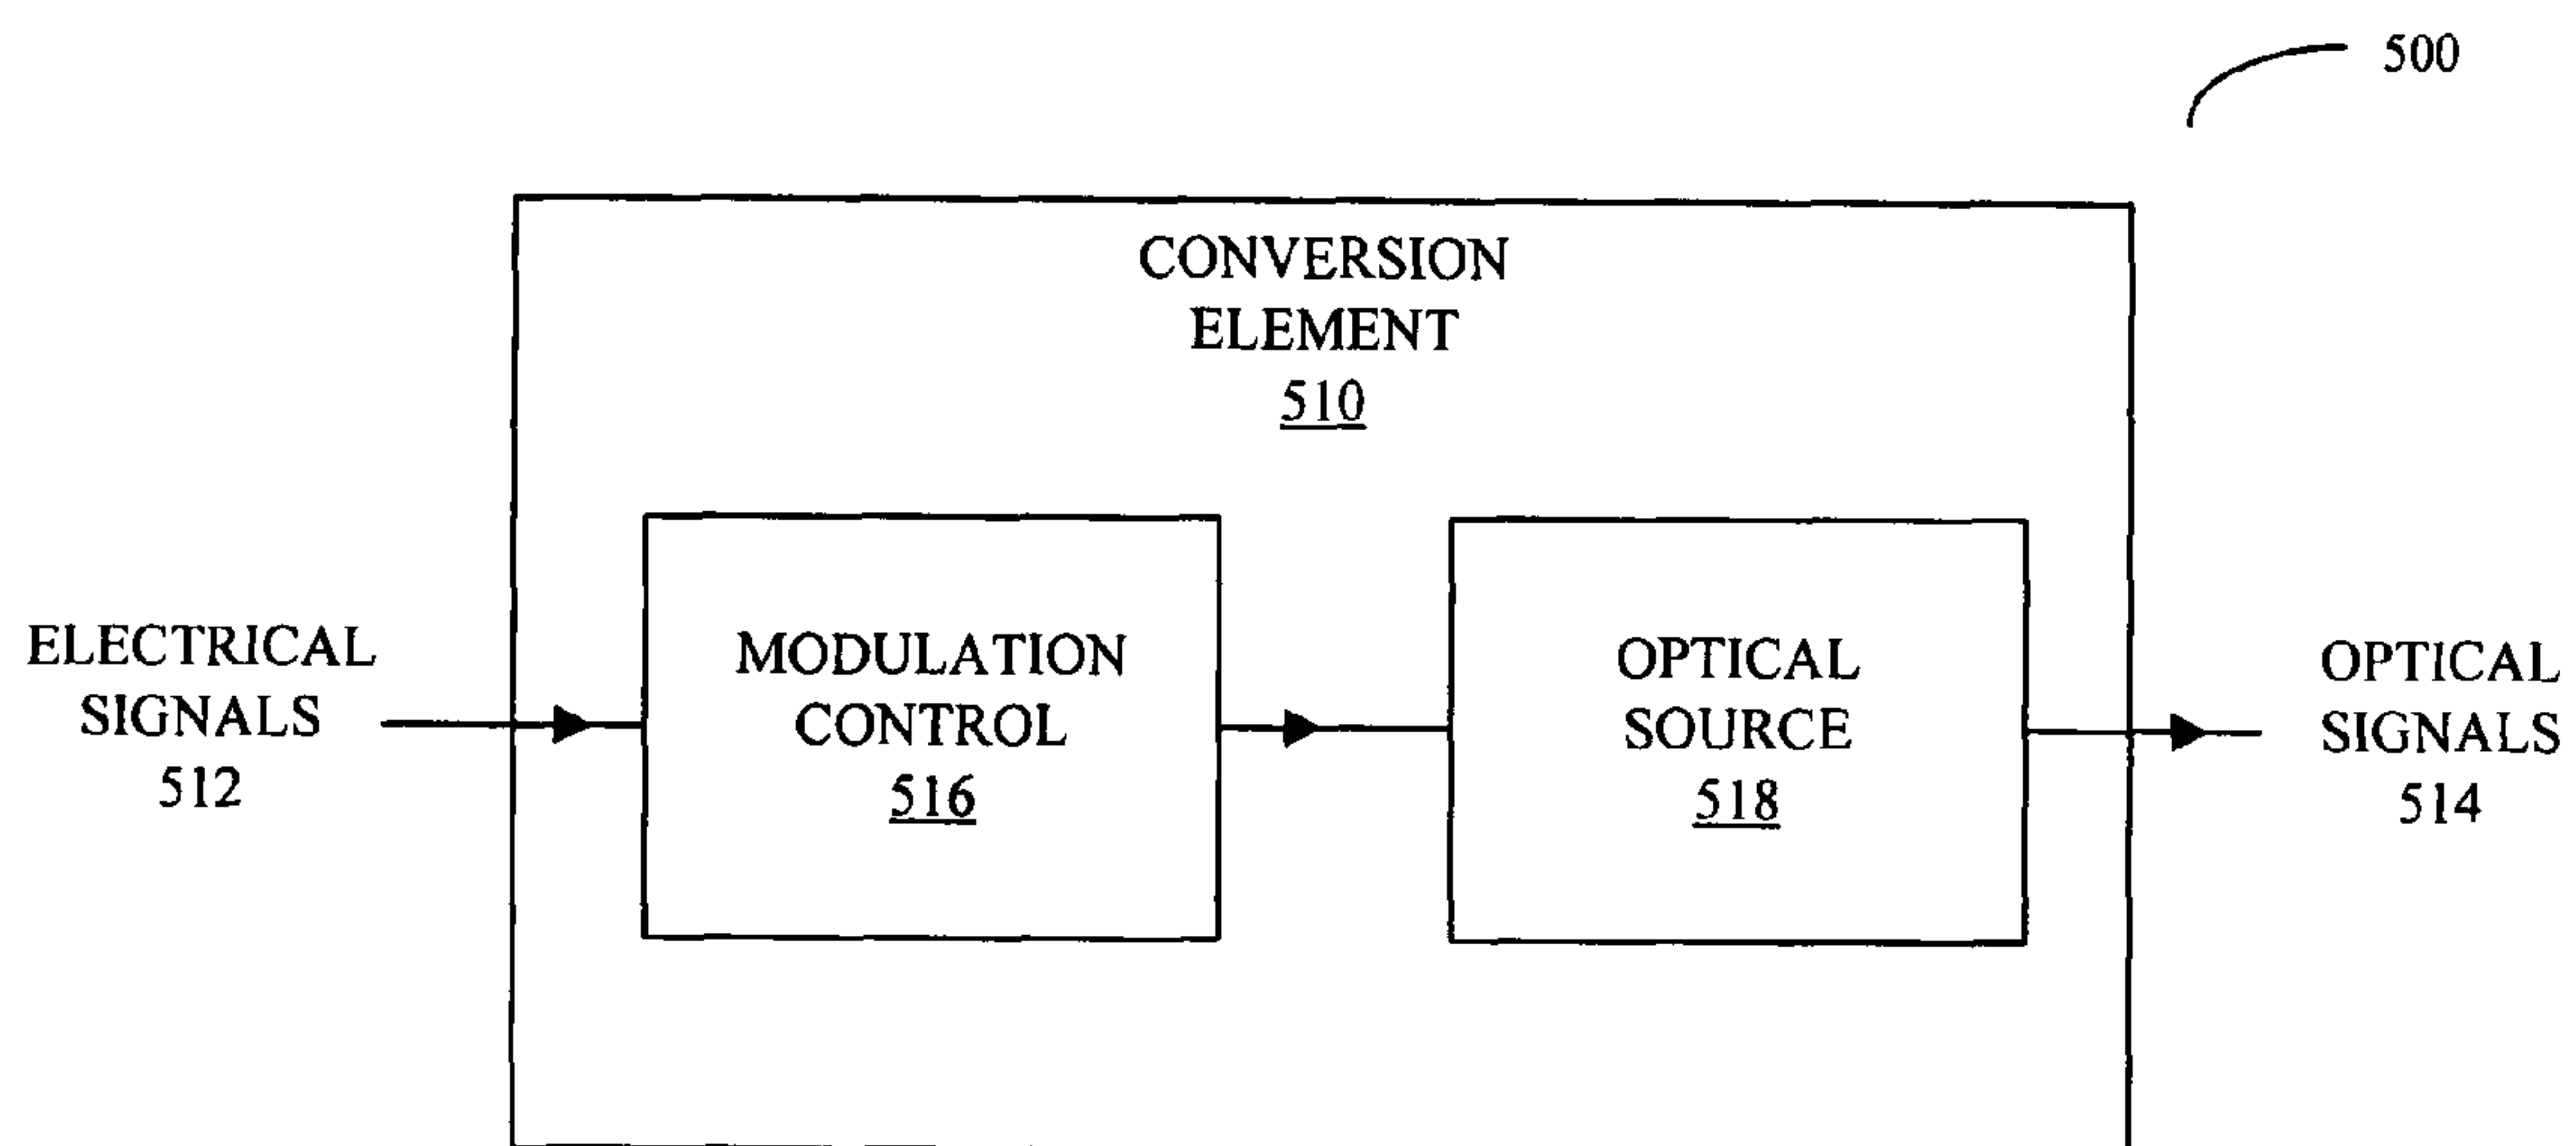 500
CONVERSION
ELEMENT
510
ELECTRICAL
SIGNALS
512
MODULATION
CONTROL
516
OPTICAL
SOURCE
518
OPTICAL
SIGNALS
514